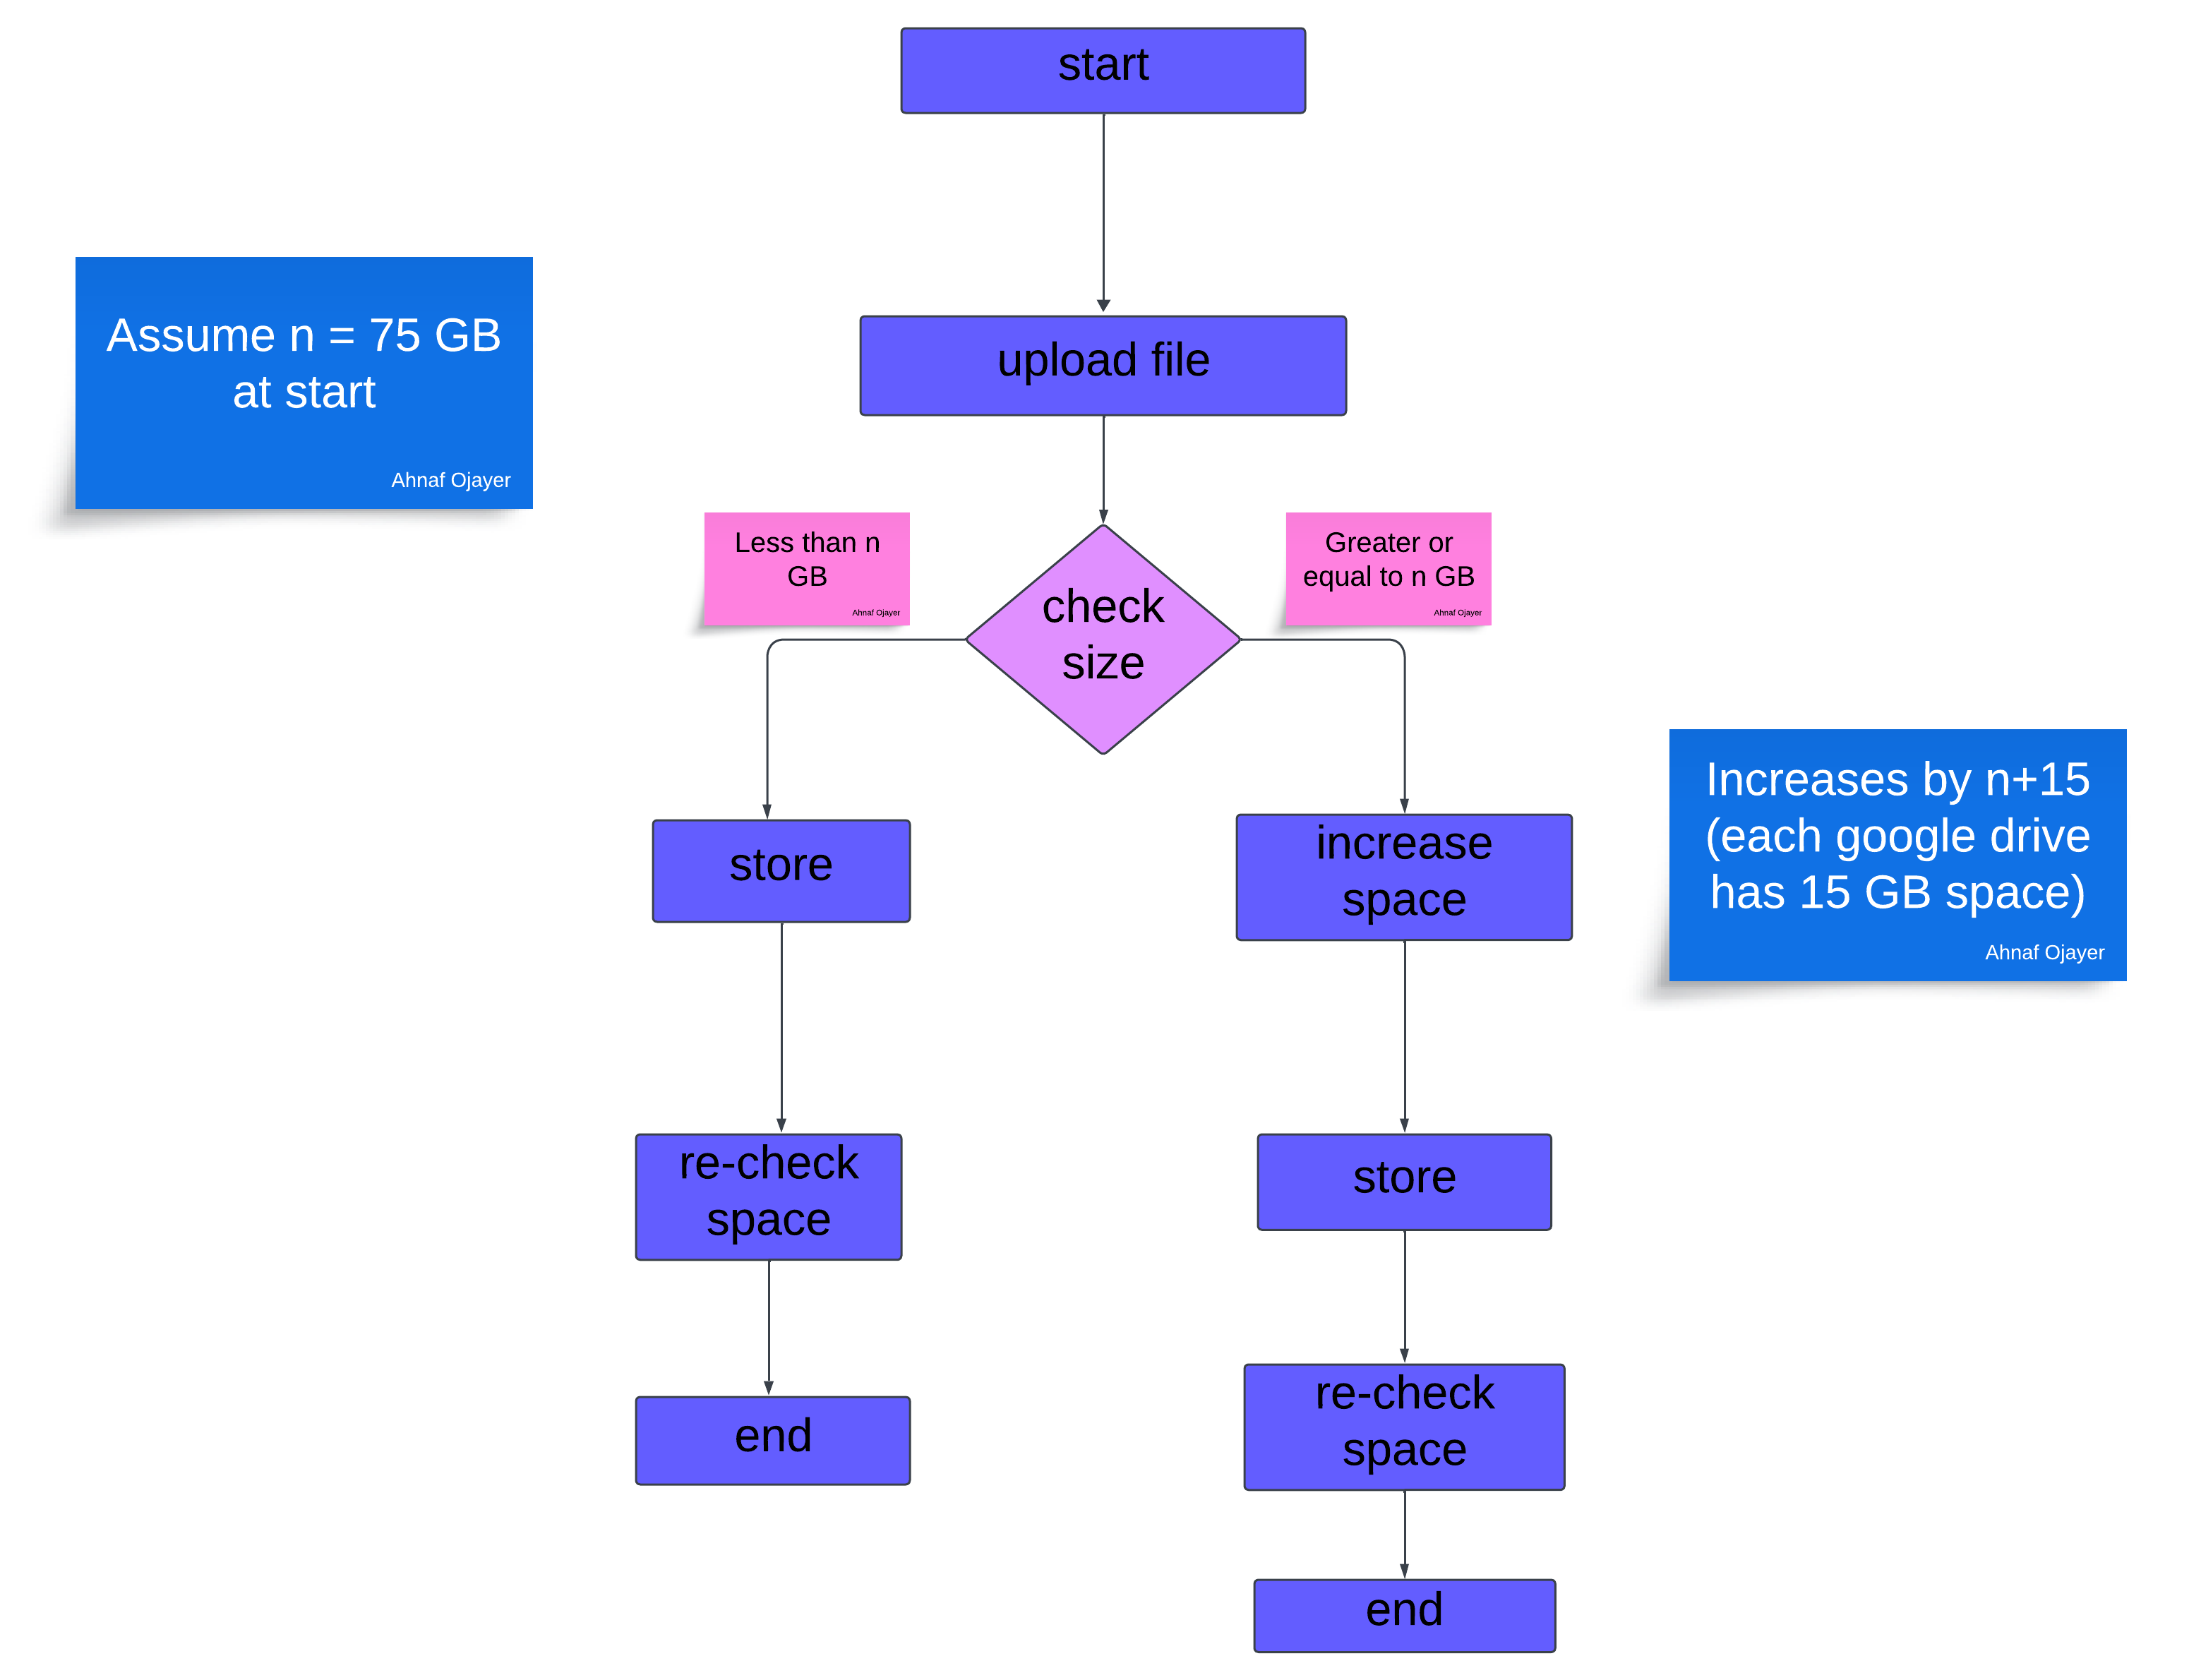 start
Assume n = 75 GB
at start
Ahnaf Ojayer
upload file
Less than n
GB
Ahnaf Ojayer
Greater or
equal to n GB
Ahnaf Ojayer
check
size
Increases by n+15
(each google drive
has 15 GB space)
Ahnaf Ojayer
store
increase
space
re-check
space
store
end
re-check
space
end